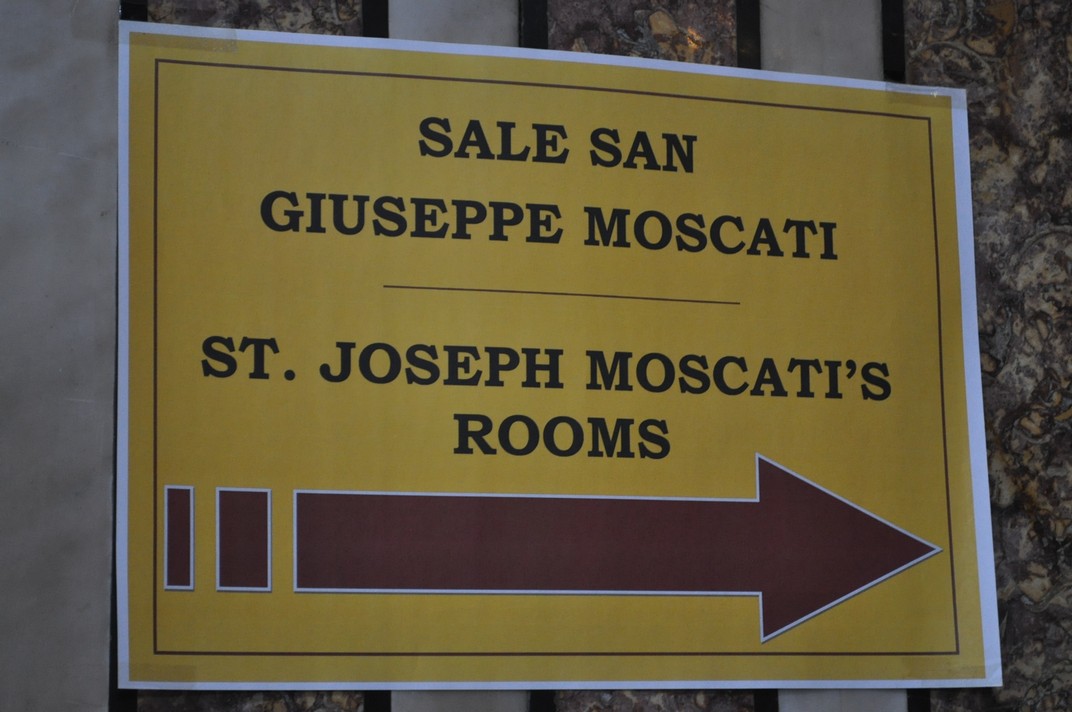 SALE SAN
GIUSEPPE MOSCATI
ST. JOSEPH MOSCATI'S
ROOMS